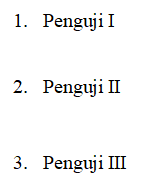 1. Penguji I
2. Penguji II
3. Penguji III